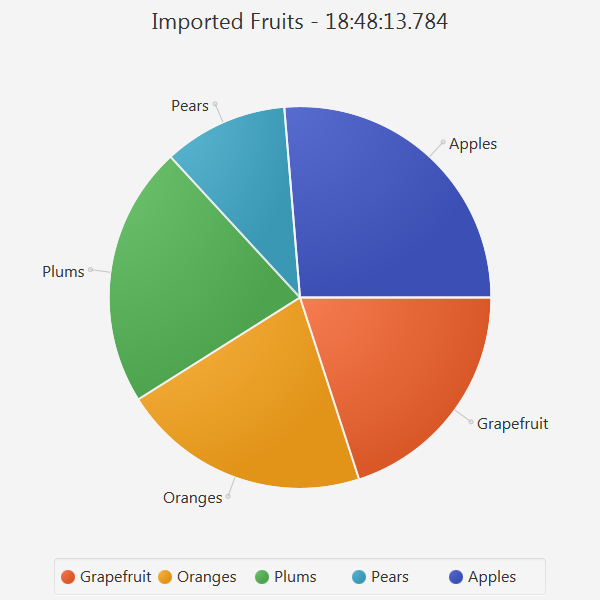 Imported Fruits - 18:48:13.784
Pears
Apples
Plums
Grapefruit
Oranges
Grapefruit Oranges Plums Pears Apples